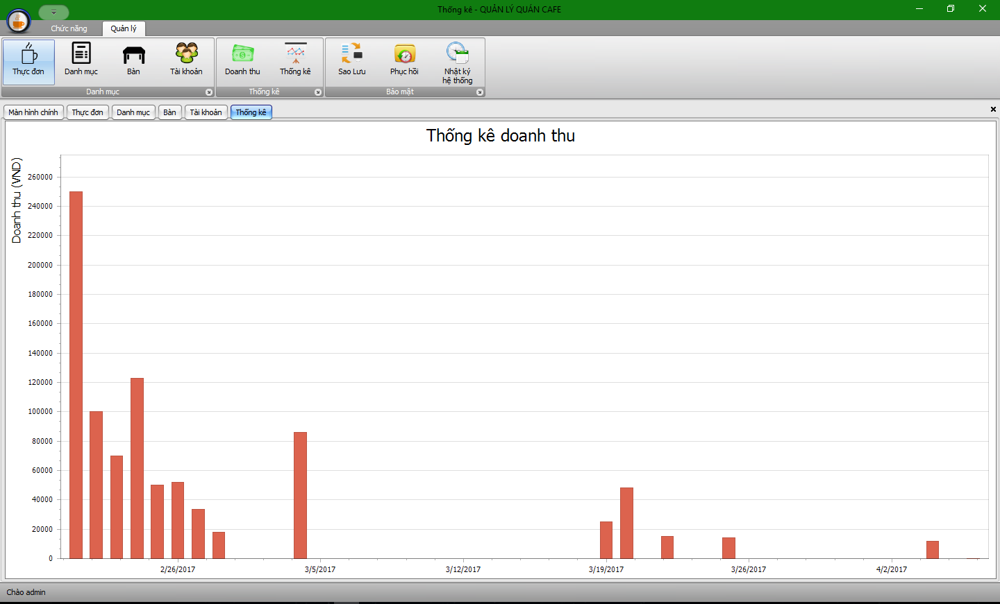 Thống kê - QUẢN LÝ QUÁN CAFE
Chức năng
Quản lý
Thực đơn
Danh mục
Bàn
Tài khoản
Doanh thu
Thống kê
Sao Lưu
Phục hồi
Nhật ký
hệ thống
Danh mục
Thống kê
Bảo mật
Màn hình chính
Thực đơn
Danh mục
Bàn
Tài khoản
Thống kê
Thống kê doanh thu
Doanh thu (VND)
260000
240000
220000
200000
180000
160000
140000
120000
100000
80000
60000
40000
20000
0
2/26/2017
3/5/2017
3/12/2017
3/19/2017
3/26/2017
4/2/2017
Chào admin